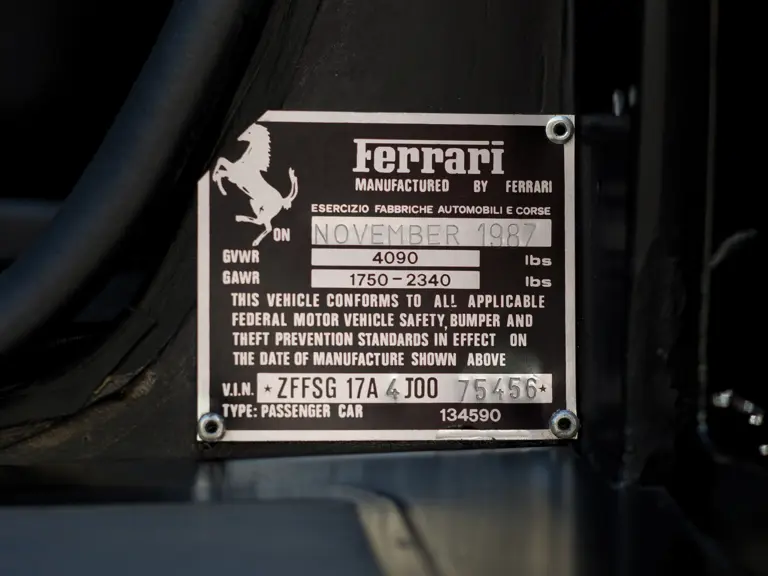 Ferrari
MANUFACTURED BY FERRARI
ESERCIZIO FABBRICHE AUTOMOBILI E CORSE
ON NOVEMBER 1987
GVWR 4090 lbs
GAWR 1750-2340 lbs
THIS VEHICLE CONFORMS TO ALL APPLICABLE
FEDERAL MOTOR VEHICLE SAFETY, BUMPER AND
THEFT PREVENTION STANDARDS IN EFFECT ON
THE DATE OF MANUFACTURE SHOWN ABOVE
V.I.N. *ZFFSG 17A 4 J00 75456*
TYPE: PASSENGER CAR 134590